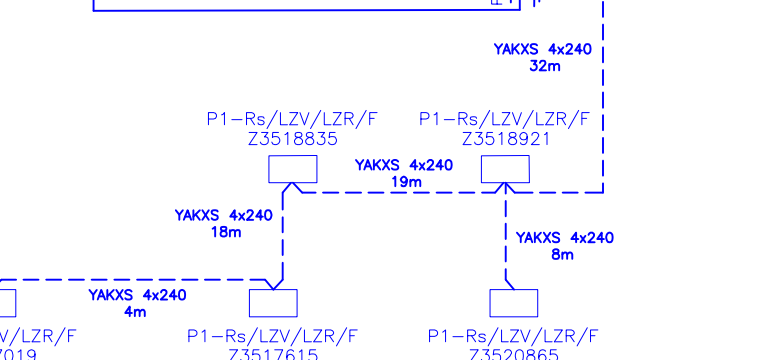 YAKXS 4x240
32m
P1-Rs/LZV/LZR/F
Z3518835
P1-Rs/LZV/LZR/F
Z3518921
YAKXS 4x240
19m
YAKXS 4x240
18m
YAKXS 4x240
8m
YAKXS 4x240
4m
V/LZR/F
7019
P1-Rs/LZV/LZR/F
Z3517615
P1-Rs/LZV/LZR/F
Z3520865